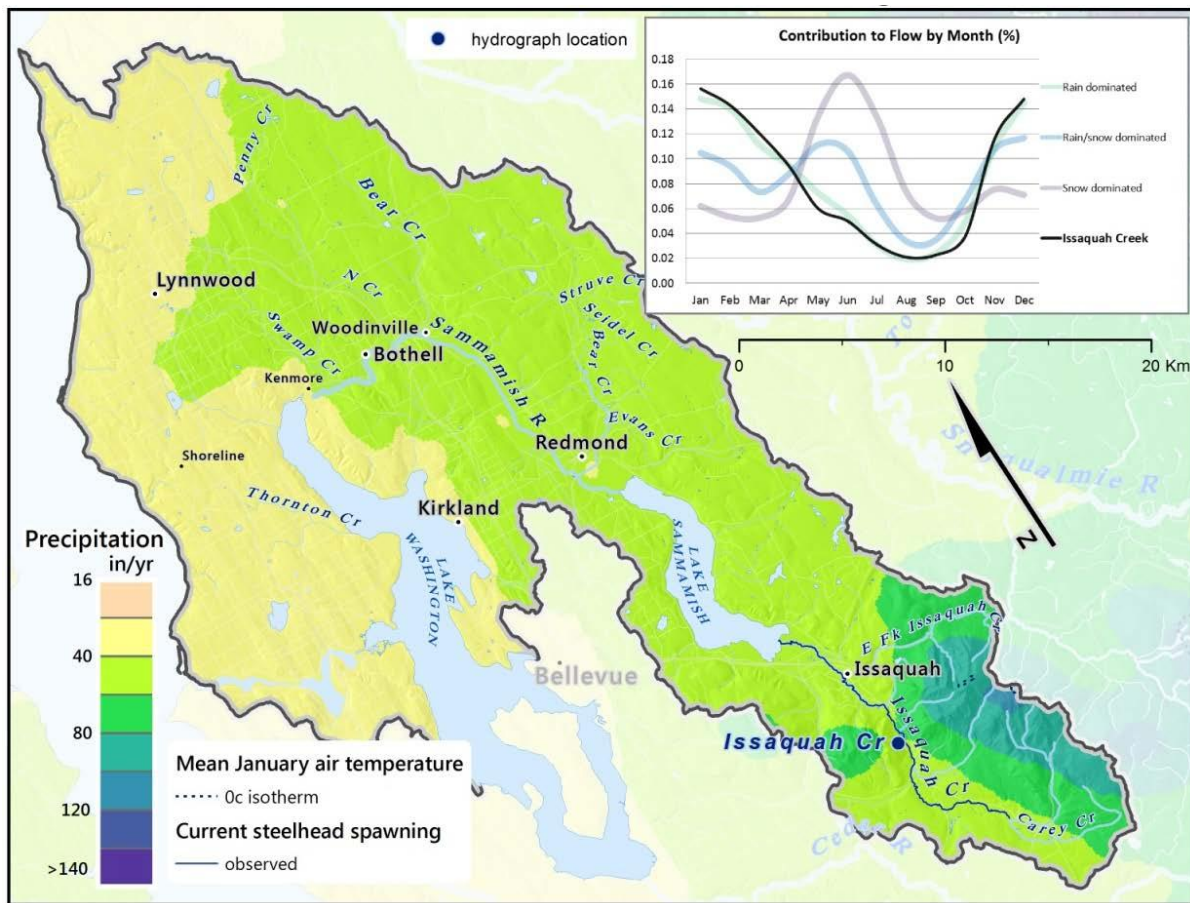 hydrograph location
Contribution to Flow by Month (%)
0.18
0.16
0.14
0.12
0.10
0.08
0.06
0.04
0.02
0.00
Jan Feb Mar Apr May Jun Jul Aug Sep Oct Nov Dec
Rain dominated
Rain/snow dominated
Snow dominated
Issaquah Creek
0 10 20 Km
N
Penny Cr
Bear Cr
Lynnwood
N Cr
Swamp Cr
Woodinville
Bothell
Kenmore
Sammamish R
Struve Cr
Seidel Cr
Bear Cr
Evans Cr
Redmond
Shoreline
Thornton Cr
Kirkland
LAKE
WASHINGTON
LAKE
SAMMAMISH
Snoqualmie R
Bellevue
E Fk Issaquah Cr
Issaquah
Issaquah Cr
Issaquah Cr
Carey Cr
Cedar R
Precipitation
in/yr
16
40
80
120
>140
Mean January air temperature
0c isotherm
Current steelhead spawning
observed